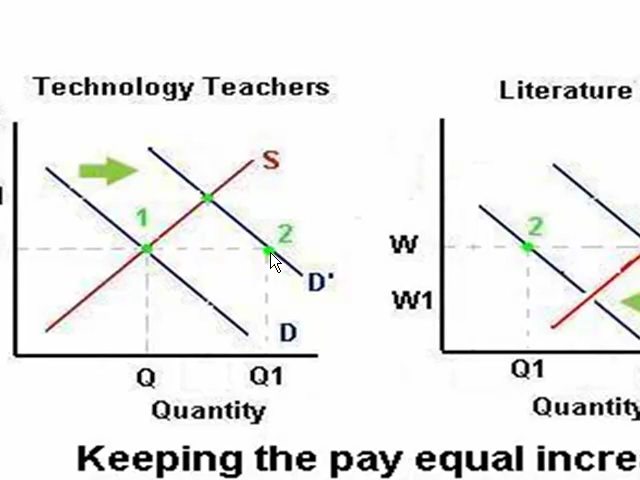 Technology Teachers
Literature
S
1
2
D'
D
Q
Q1
Quantity
2
W
W1
Q1
Quantity
Keeping the pay equal incre